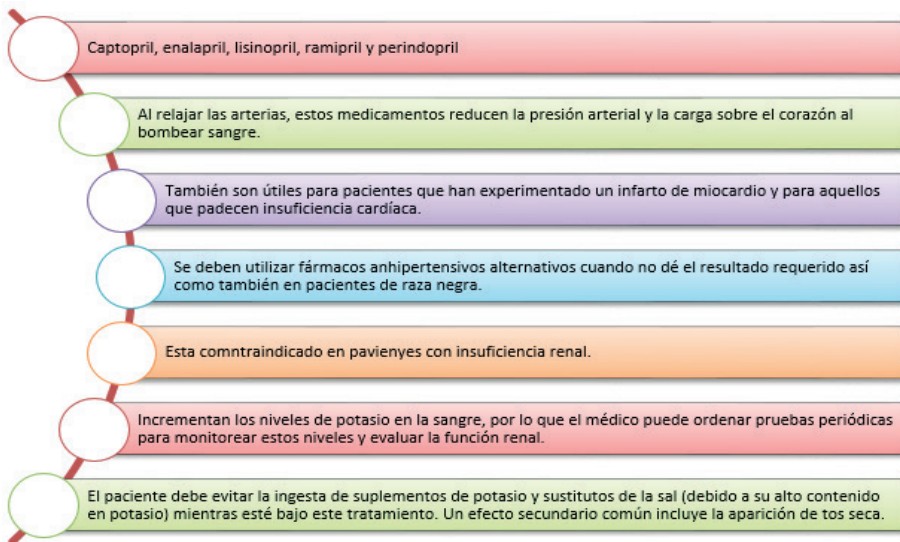 Captopril, enalapril, lisinopril, ramipril y perindopril
Al relajar las arterias, estos medicamentos reducen la presión arterial y la carga sobre el corazón al
bombear sangre.
También son útiles para pacientes que han experimentado un infarto de miocardio y para aquellos
que padecen insuficiencia cardíaca.
Se deben utilizar fármacos anhipertensivos alternativos cuando no dé el resultado requerido así
como también en pacientes de raza negra.
Esta comntraindicado en pavienyes con insuficiencia renal.
Incrementan los niveles de potasio en la sangre, por lo que el médico puede ordenar pruebas periódicas
para monitorear estos niveles y evaluar la función renal.
El paciente debe evitar la ingesta de suplementos de potasio y sustitutos de la sal (debido a su alto contenido
en potasio) mientras esté bajo este tratamiento. Un efecto secundario común incluye la aparición de tos seca.